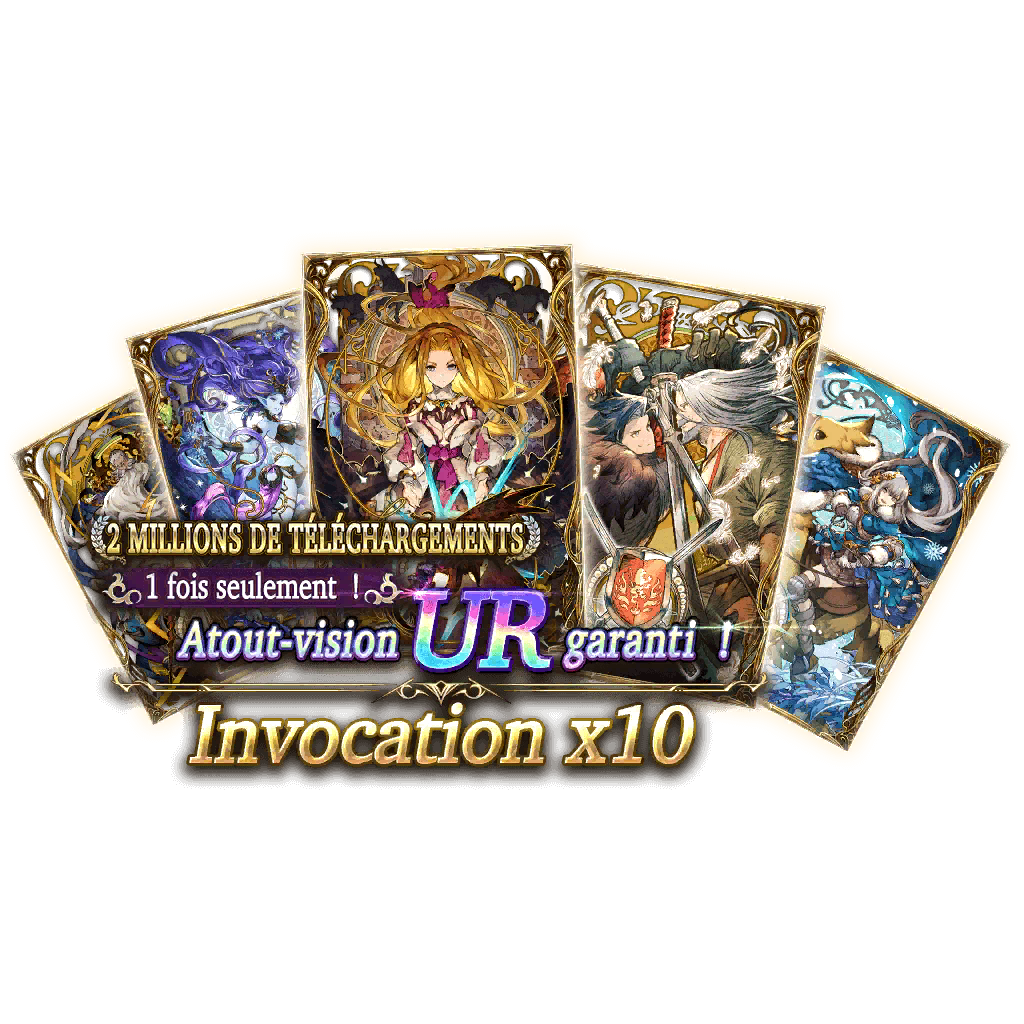 2 MILLIONS DE TÉLÉCHARGEMENTS
1 fois seulement !
Atout-vision UR garanti !
Invocation x10